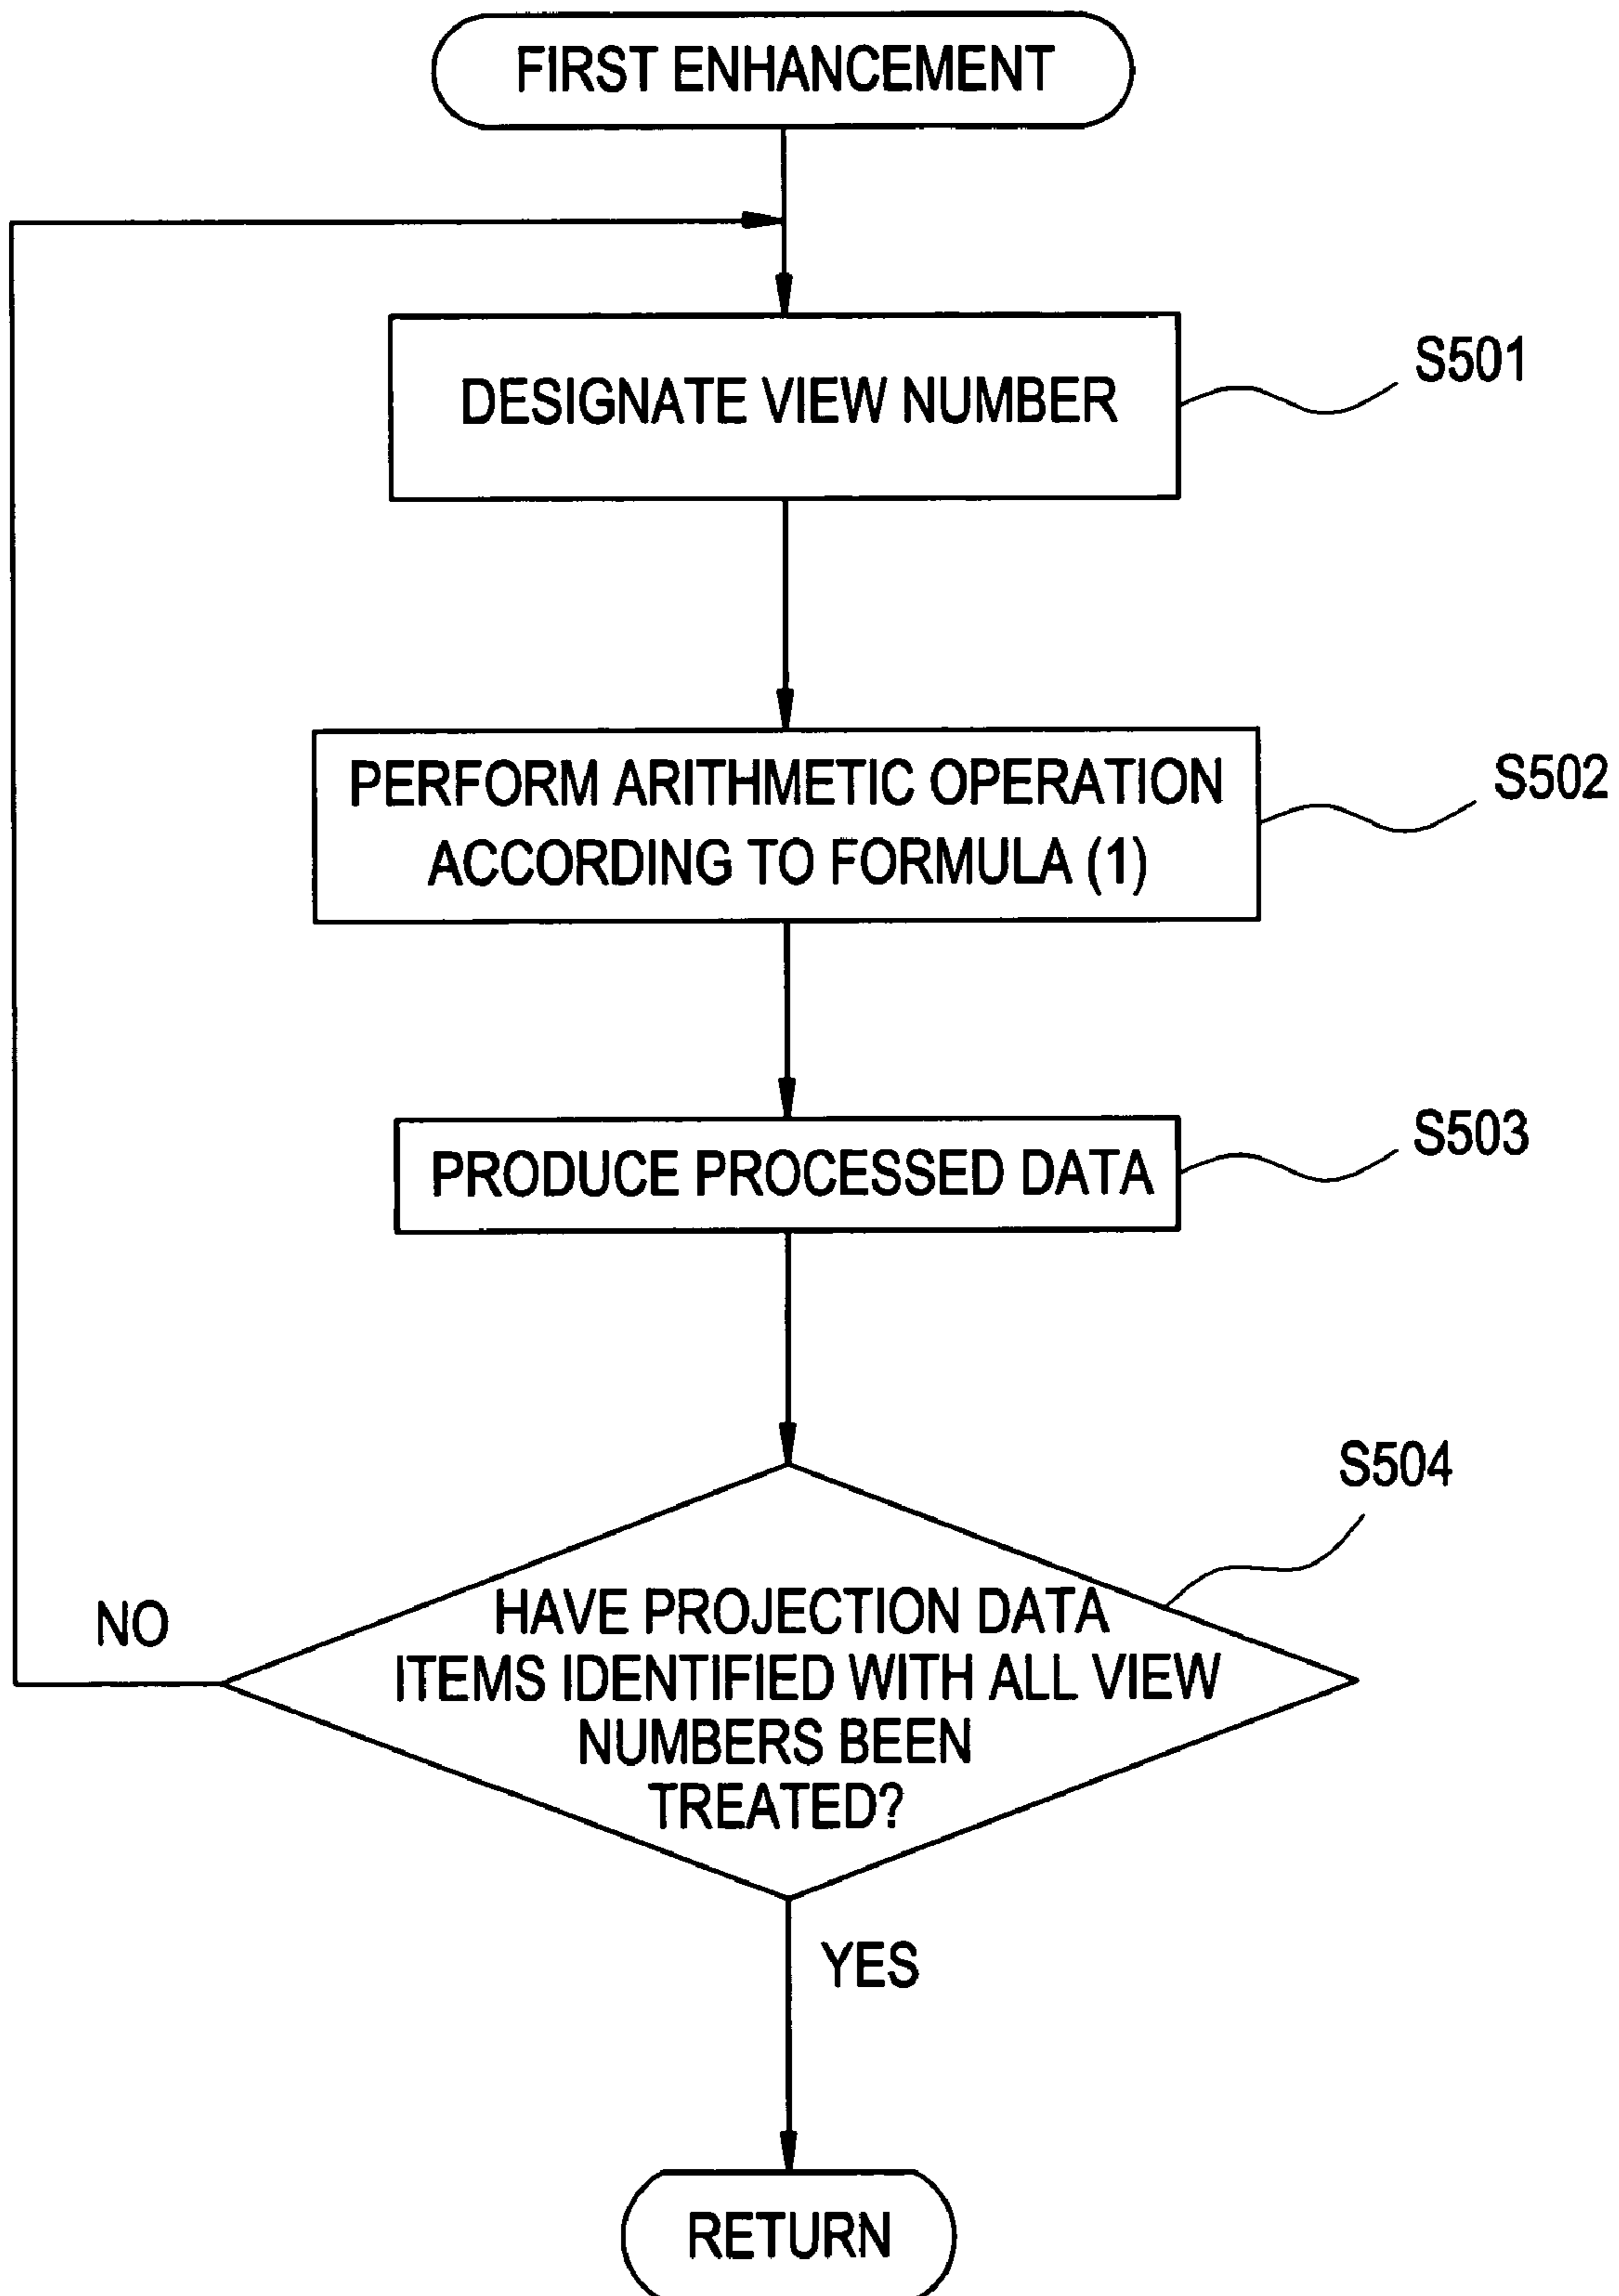 FIRST ENHANCEMENT
DESIGNATE VIEW NUMBER
S501
PERFORM ARITHMETIC OPERATION
ACCORDING TO FORMULA (1)
S502
PRODUCE PROCESSED DATA
S503
S504
HAVE PROJECTION DATA
ITEMS IDENTIFIED WITH ALL VIEW
NUMBERS BEEN
TREATED?
NO
YES
RETURN